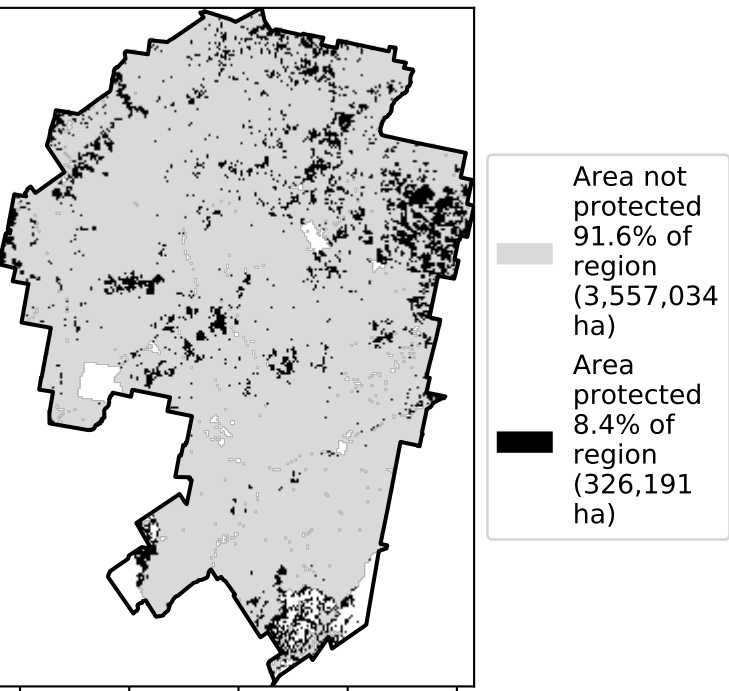 Area not
protected
91.6% of
region
(3,557,034
ha)
Area
protected
8.4% of
region
(326,191
ha)